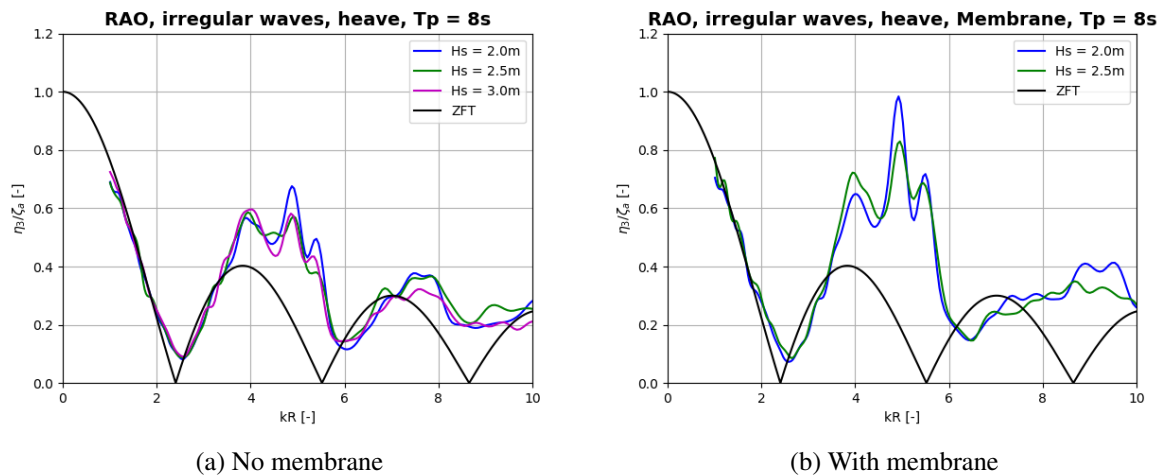 RAO, irregular waves, heave, Tp = 8s
1.2
1.0
0.8
0.6
0.4
0.2
0.0
η₃/ζₐ [-]
0 2 4 6 8 10
kR [-]
Hs = 2.0m
Hs = 2.5m
Hs = 3.0m
ZFT
(a) No membrane
RAO, irregular waves, heave, Membrane, Tp = 8s
1.2
1.0
0.8
0.6
0.4
0.2
0.0
η₃/ζₐ [-]
0 2 4 6 8 10
kR [-]
Hs = 2.0m
Hs = 2.5m
ZFT
(b) With membrane